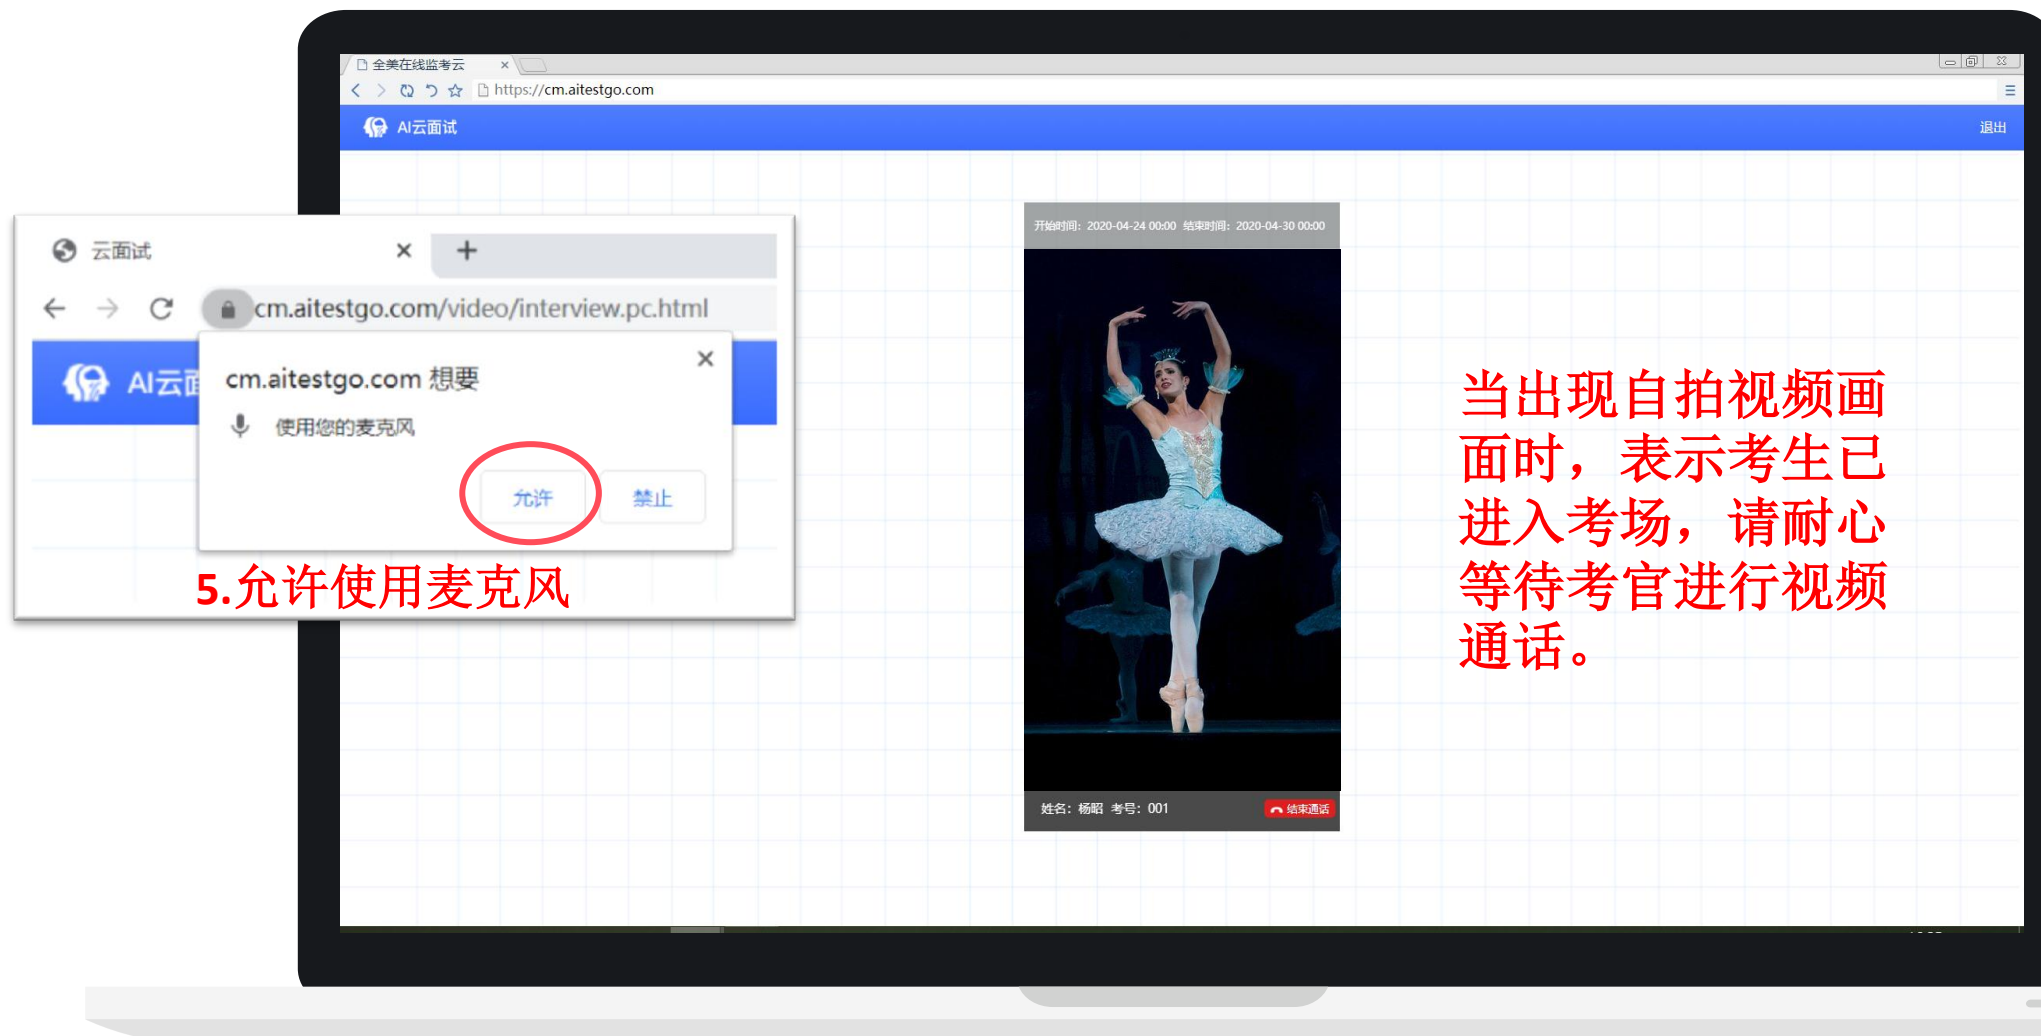 全美在线监考云
https://cm.aitestgo.com
AI云面试
退出
云面试
cm.aitestgo.com/video/interview.pc.html
AI云面
cm.aitestgo.com 想要
使用您的麦克风
允许
禁止
5.允许使用麦克风
开始时间：2020-04-24 00:00 结束时间：2020-04-30 00:00
姓名：杨昭 考号：001
结束通话
当出现自拍视频画
面时，表示考生已
进入考场，请耐心
等待考官进行视频
通话。